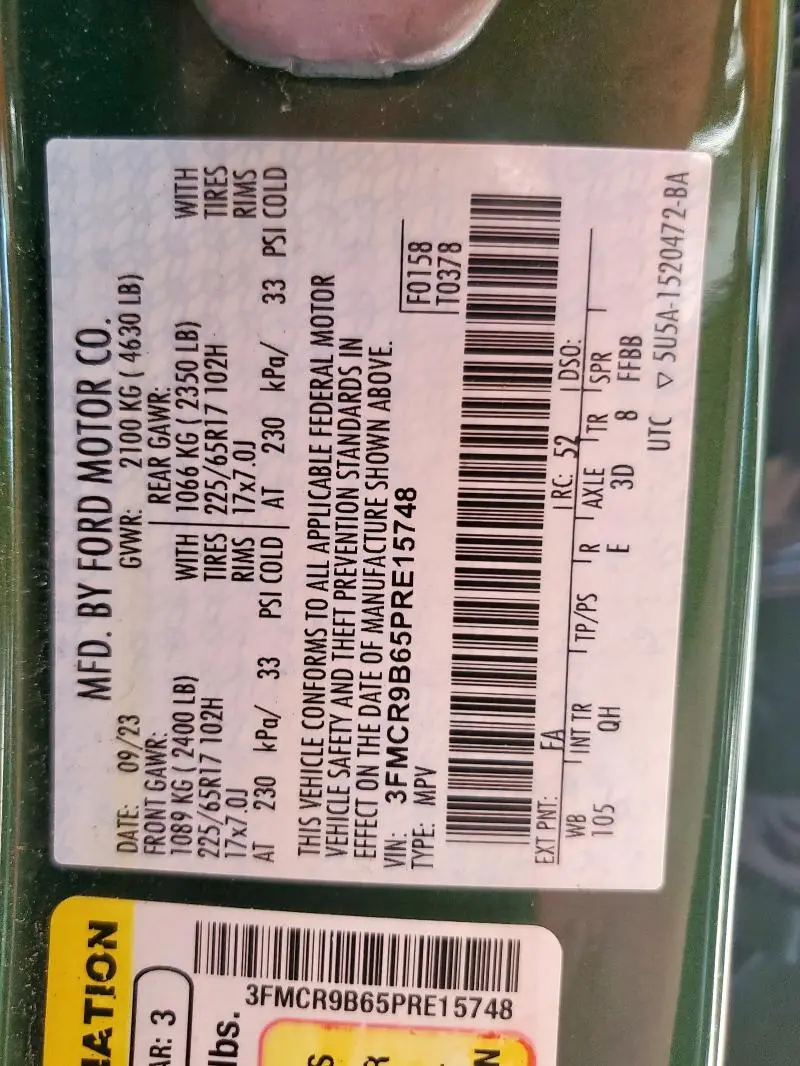 MFD. BY FORD MOTOR CO.
DATE: 09/23 GVWR: 2100 KG ( 4630 LB)
FRONT GAWR: REAR GAWR:
1089 KG ( 2400 LB) WITH 1066 KG ( 2350 LB) WITH
225/65R17 102H TIRES 225/65R17 102H TIRES
17x7.0J RIMS 17x7.0J RIMS
AT 230 kPa/ 33 PSI COLD AT 230 kPa/ 33 PSI COLD
THIS VEHICLE CONFORMS TO ALL APPLICABLE FEDERAL MOTOR
VEHICLE SAFETY AND THEFT PREVENTION STANDARDS IN
EFFECT ON THE DATE OF MANUFACTURE SHOWN ABOVE.
VIN: 3FMCR9B65PRE15748 F0158
TYPE: MPV T0378
EXT PNT: FA RC: 52 DSO:
WB INT TR TP/PS R AXLE TR SPR
105 QH E 3D 8 FFBB
UTC ▽ 5U5A-1520472-BA
MATION
AR: 3
lbs.
3FMCR9B65PRE15748
S
R
N